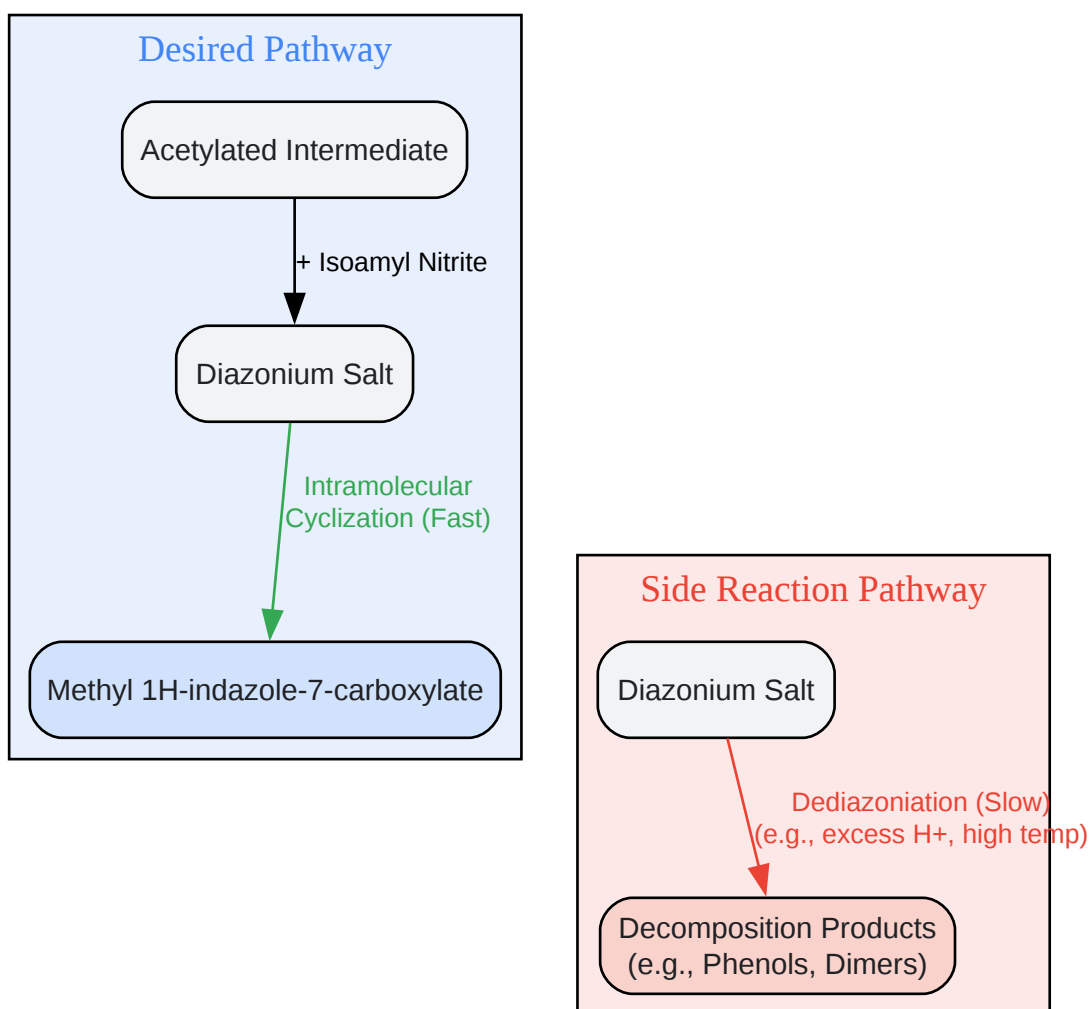 Desired Pathway
Acetylated Intermediate
+ Isoamyl Nitrite
Diazonium Salt
Intramolecular
Cyclization (Fast)
Methyl 1H-indazole-7-carboxylate
Side Reaction Pathway
Diazonium Salt
Dediazoniation (Slow)
(e.g., excess H+, high temp)
Decomposition Products
(e.g., Phenols, Dimers)